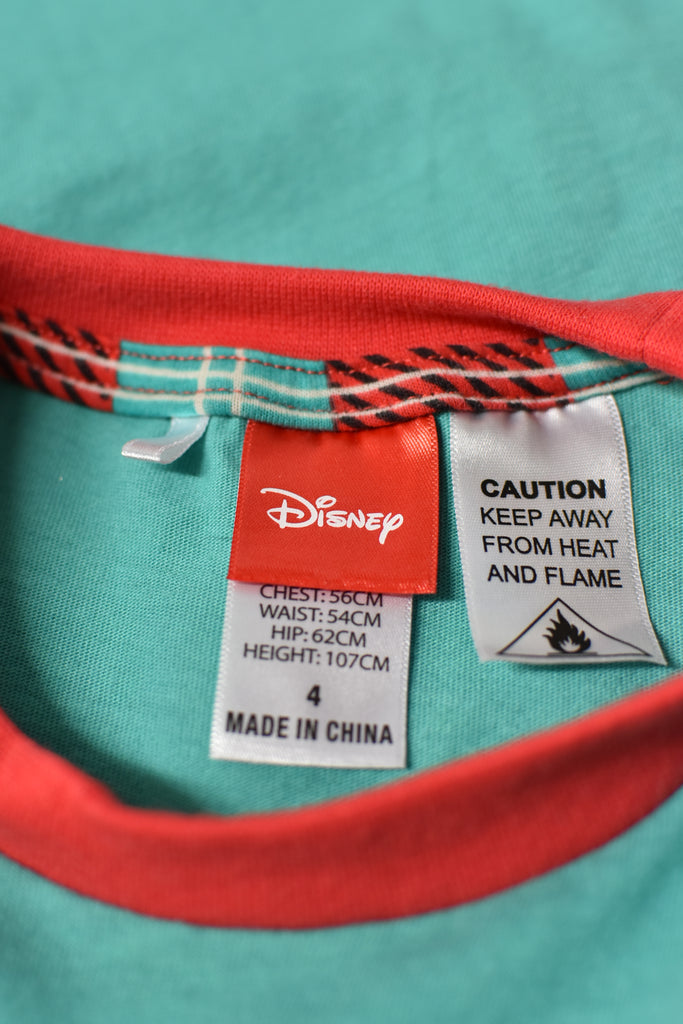 Disney
CHEST: 56CM
WAIST: 54CM
HIP: 62CM
HEIGHT: 107CM
4
MADE IN CHINA
CAUTION
KEEP AWAY
FROM HEAT
AND FLAME